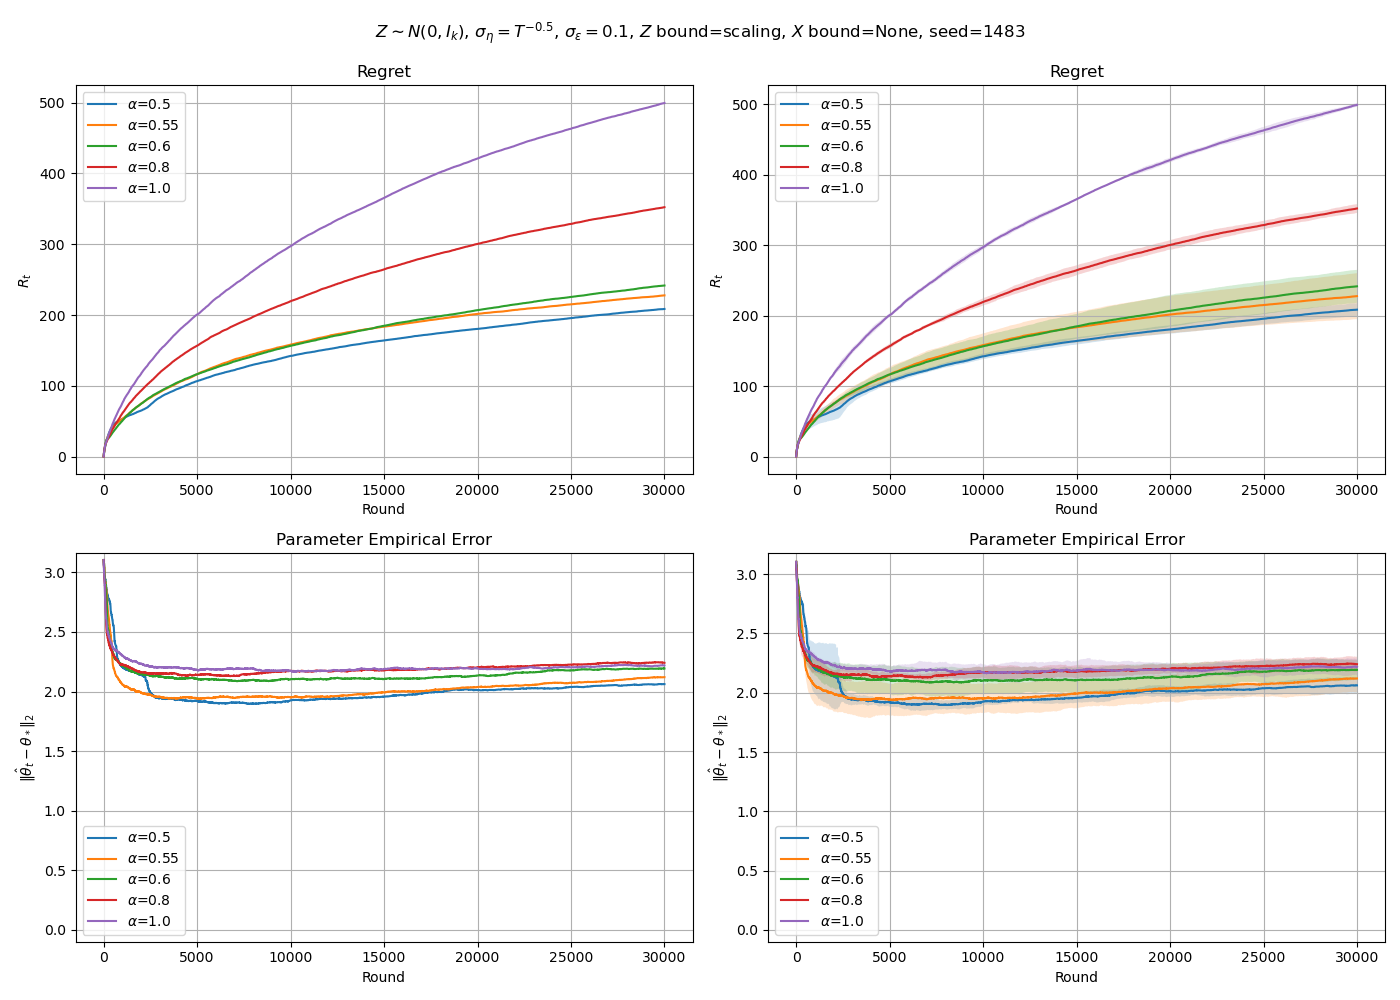 Z ∼ N(0, I_k), σ_η = T^{−0.5}, σ_ε = 0.1, Z bound=scaling, X bound=None, seed=1483
Regret
R_t
500
400
300
200
100
0
α=0.5
α=0.55
α=0.6
α=0.8
α=1.0
0 5000 10000 15000 20000 25000 30000
Round
Regret
R_t
500
400
300
200
100
0
α=0.5
α=0.55
α=0.6
α=0.8
α=1.0
0 5000 10000 15000 20000 25000 30000
Round
Parameter Empirical Error
‖θ̂_t − θ_*‖_2
3.0
2.5
2.0
1.5
1.0
0.5
0.0
α=0.5
α=0.55
α=0.6
α=0.8
α=1.0
0 5000 10000 15000 20000 25000 30000
Round
Parameter Empirical Error
‖θ̂_t − θ_*‖_2
3.0
2.5
2.0
1.5
1.0
0.5
0.0
α=0.5
α=0.55
α=0.6
α=0.8
α=1.0
0 5000 10000 15000 20000 25000 30000
Round